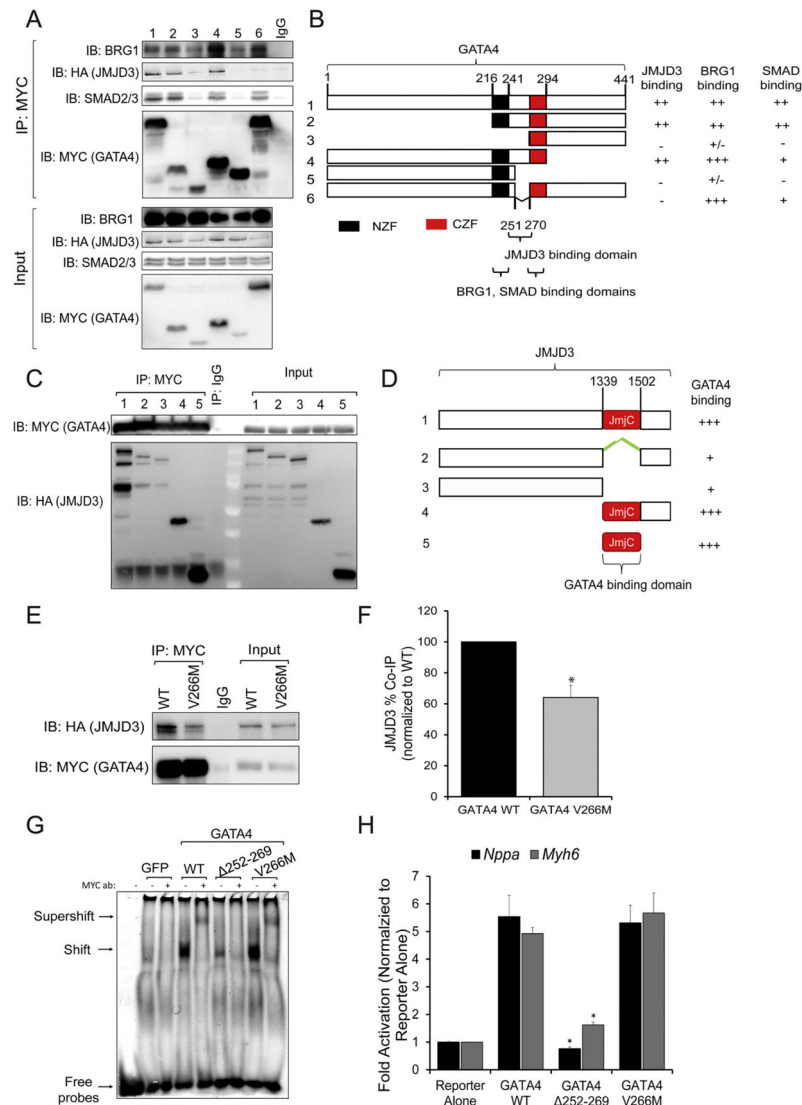 A
1 2 3 4 5 6 IgG
IP: MYC
IB: BRG1
IB: HA (JMJD3)
IB: SMAD2/3
IB: MYC (GATA4)
Input
IB: BRG1
IB: HA (JMJD3)
IB: SMAD2/3
IB: MYC (GATA4)
B
GATA4
1 216 241 294 441
JMJD3 binding BRG1 binding SMAD binding
1 ++ ++ ++
2 ++ ++ ++
3 - +/- -
4 ++ +++ +
5 - +/- -
6 - +++ +
NZF CZF
251 270
JMJD3 binding domain
BRG1, SMAD binding domains
C
IP: MYC IP: IgG Input
1 2 3 4 5 1 2 3 4 5
IB: MYC (GATA4)
IB: HA (JMJD3)
D
JMJD3
1339 1502
GATA4 binding
1 JmjC +++
2 +
3 +
4 JmjC +++
5 JmjC +++
GATA4 binding domain
E
IP: MYC Input
WT V266M IgG WT V266M
IB: HA (JMJD3)
IB: MYC (GATA4)
F
JMJD3 % Co-IP
(normalized to WT)
120
100
80
60
40
20
0
*
GATA4 WT GATA4 V266M
G
GATA4
GFP WT Δ252-269 V266M
MYC ab: - - + - + - + - +
Supershift
Shift
Free
probes
H
Nppa Myh6
Fold Activation (Normalzied to
Reporter Alone)
7
6
5
4
3
2
1
0
* *
Reporter Alone GATA4 WT GATA4 Δ252-269 GATA4 V266M